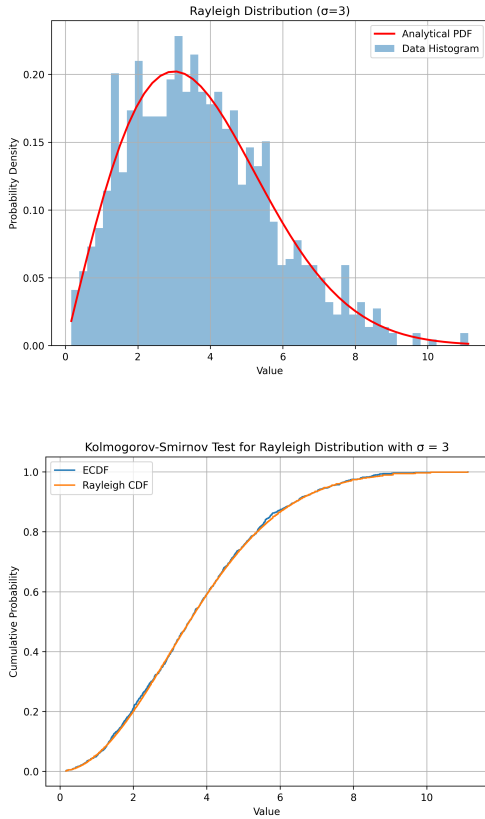 Rayleigh Distribution (σ=3)
Analytical PDF
Data Histogram
0.20
0.15
0.10
0.05
0.00
Probability Density
0 2 4 6 8 10
Value
Kolmogorov-Smirnov Test for Rayleigh Distribution with σ = 3
ECDF
Rayleigh CDF
1.0
0.8
0.6
0.4
0.2
0.0
Cumulative Probability
0 2 4 6 8 10
Value